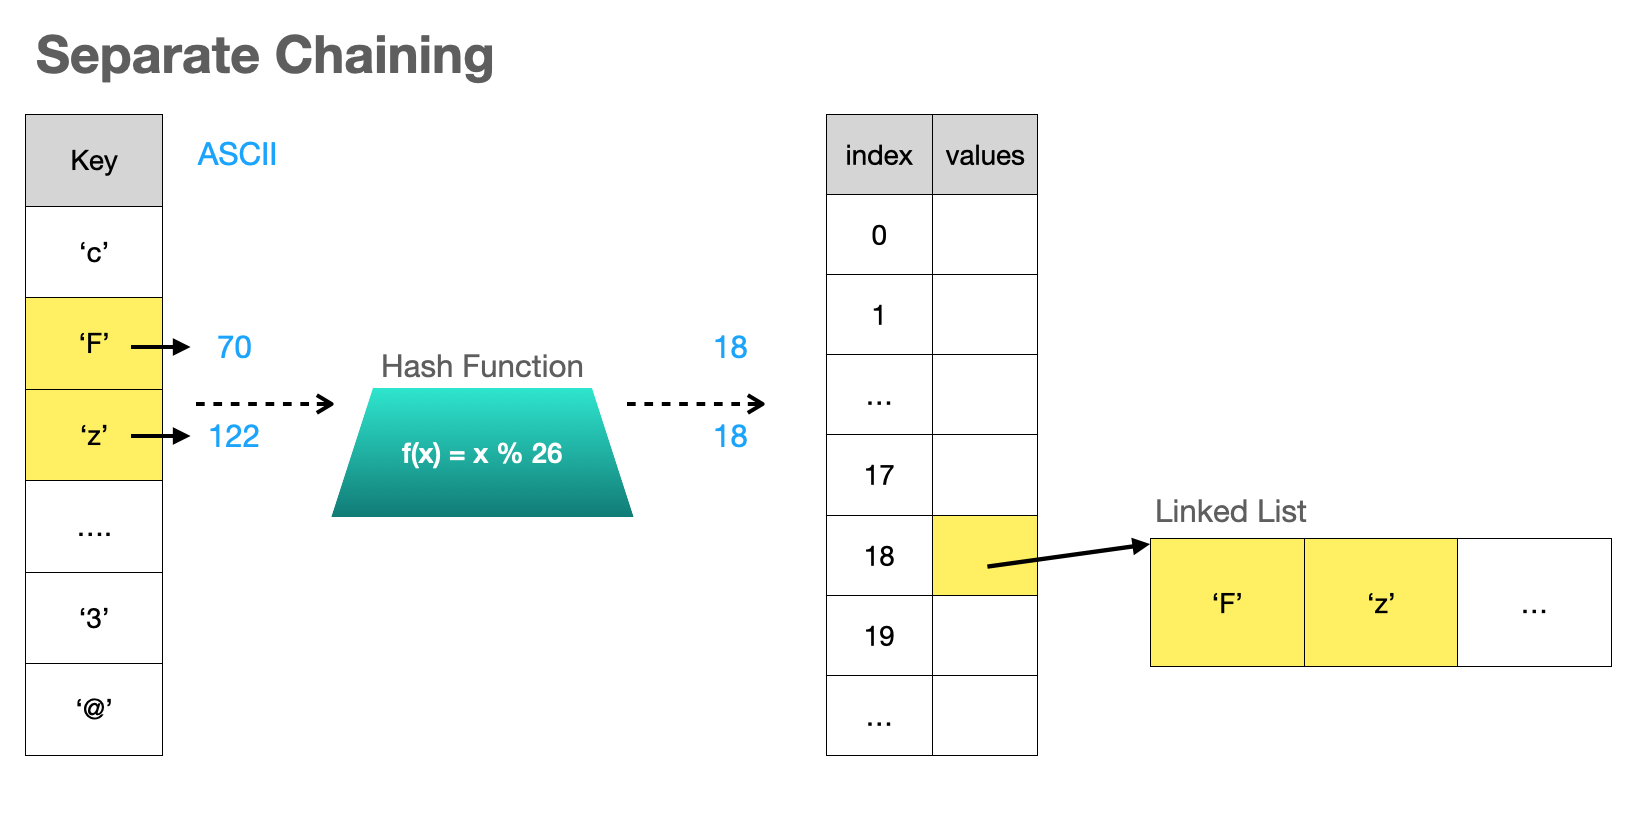 Separate Chaining
Key
ASCII
‘c’
‘F’
70
‘z’
122
....
‘3’
‘@’
Hash Function
f(x) = x % 26
18
18
index values
0
1
...
17
18
19
...
Linked List
‘F’ ‘z’ ...